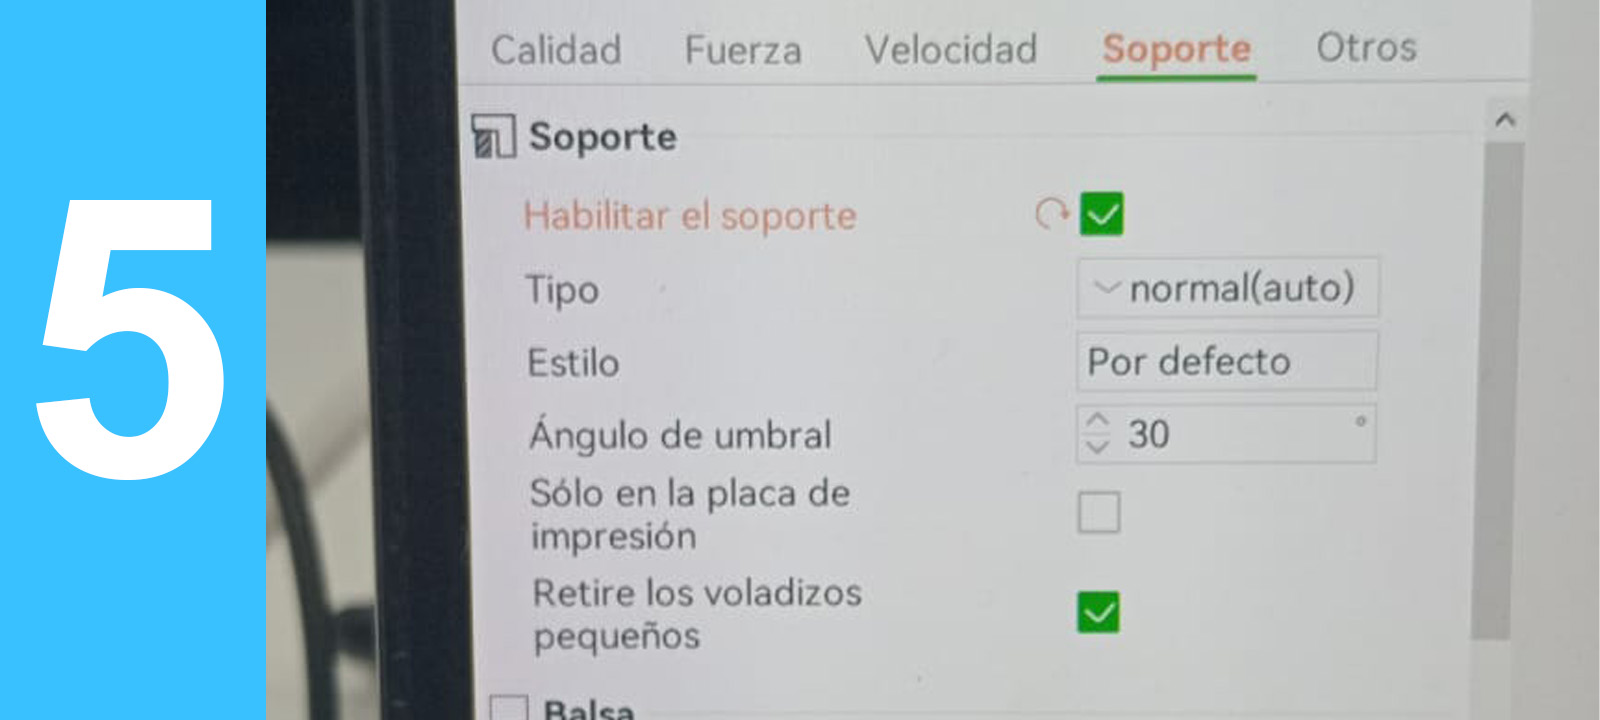 5
Calidad Fuerza Velocidad Soporte Otros
Soporte
Habilitar el soporte
Tipo normal(auto)
Estilo Por defecto
Ángulo de umbral 30 °
Sólo en la placa de
impresión
Retire los voladizos
pequeños
Balsa